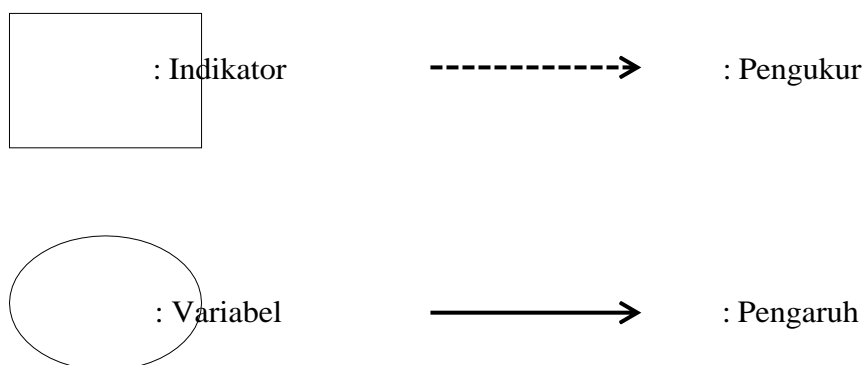 : Indikator : Pengukur
: Variabel : Pengaruh